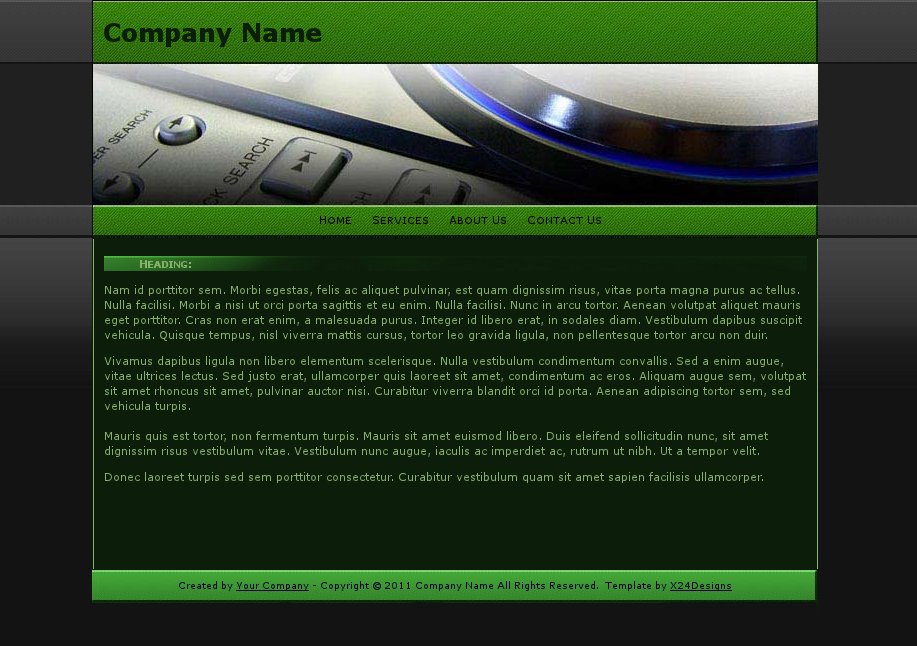 Company Name
SEARCH
SEARCH
Home Services About Us Contact Us
Heading:
Nam id porttitor sem. Morbi egestas, felis ac aliquet pulvinar, est quam dignissim risus, vitae porta magna purus ac tellus.
Nulla facilisi. Morbi a nisi ut orci porta sagittis et eu enim. Nulla facilisi. Nunc in arcu tortor. Aenean volutpat aliquet mauris
eget porttitor. Cras non erat enim, a malesuada purus. Integer id libero erat, in sodales diam. Vestibulum dapibus suscipit
vehicula. Quisque tempus, nisl viverra mattis cursus, tortor leo gravida ligula, non pellentesque tortor arcu non duir.
Vivamus dapibus ligula non libero elementum scelerisque. Nulla vestibulum condimentum convallis. Sed a enim augue,
vitae ultrices lectus. Sed justo erat, ullamcorper quis laoreet sit amet, condimentum ac eros. Aliquam augue sem, volutpat
sit amet rhoncus sit amet, pulvinar auctor nisi. Curabitur viverra blandit orci id porta. Aenean adipiscing tortor sem, sed
vehicula turpis.
Mauris quis est tortor, non fermentum turpis. Mauris sit amet euismod libero. Duis eleifend sollicitudin nunc, sit amet
dignissim risus vestibulum vitae. Vestibulum nunc augue, iaculis ac imperdiet ac, rutrum ut nibh. Ut a tempor velit.
Donec laoreet turpis sed sem porttitor consectetur. Curabitur vestibulum quam sit amet sapien facilisis ullamcorper.
Created by Your Company - Copyright © 2011 Company Name All Rights Reserved. Template by X24Designs